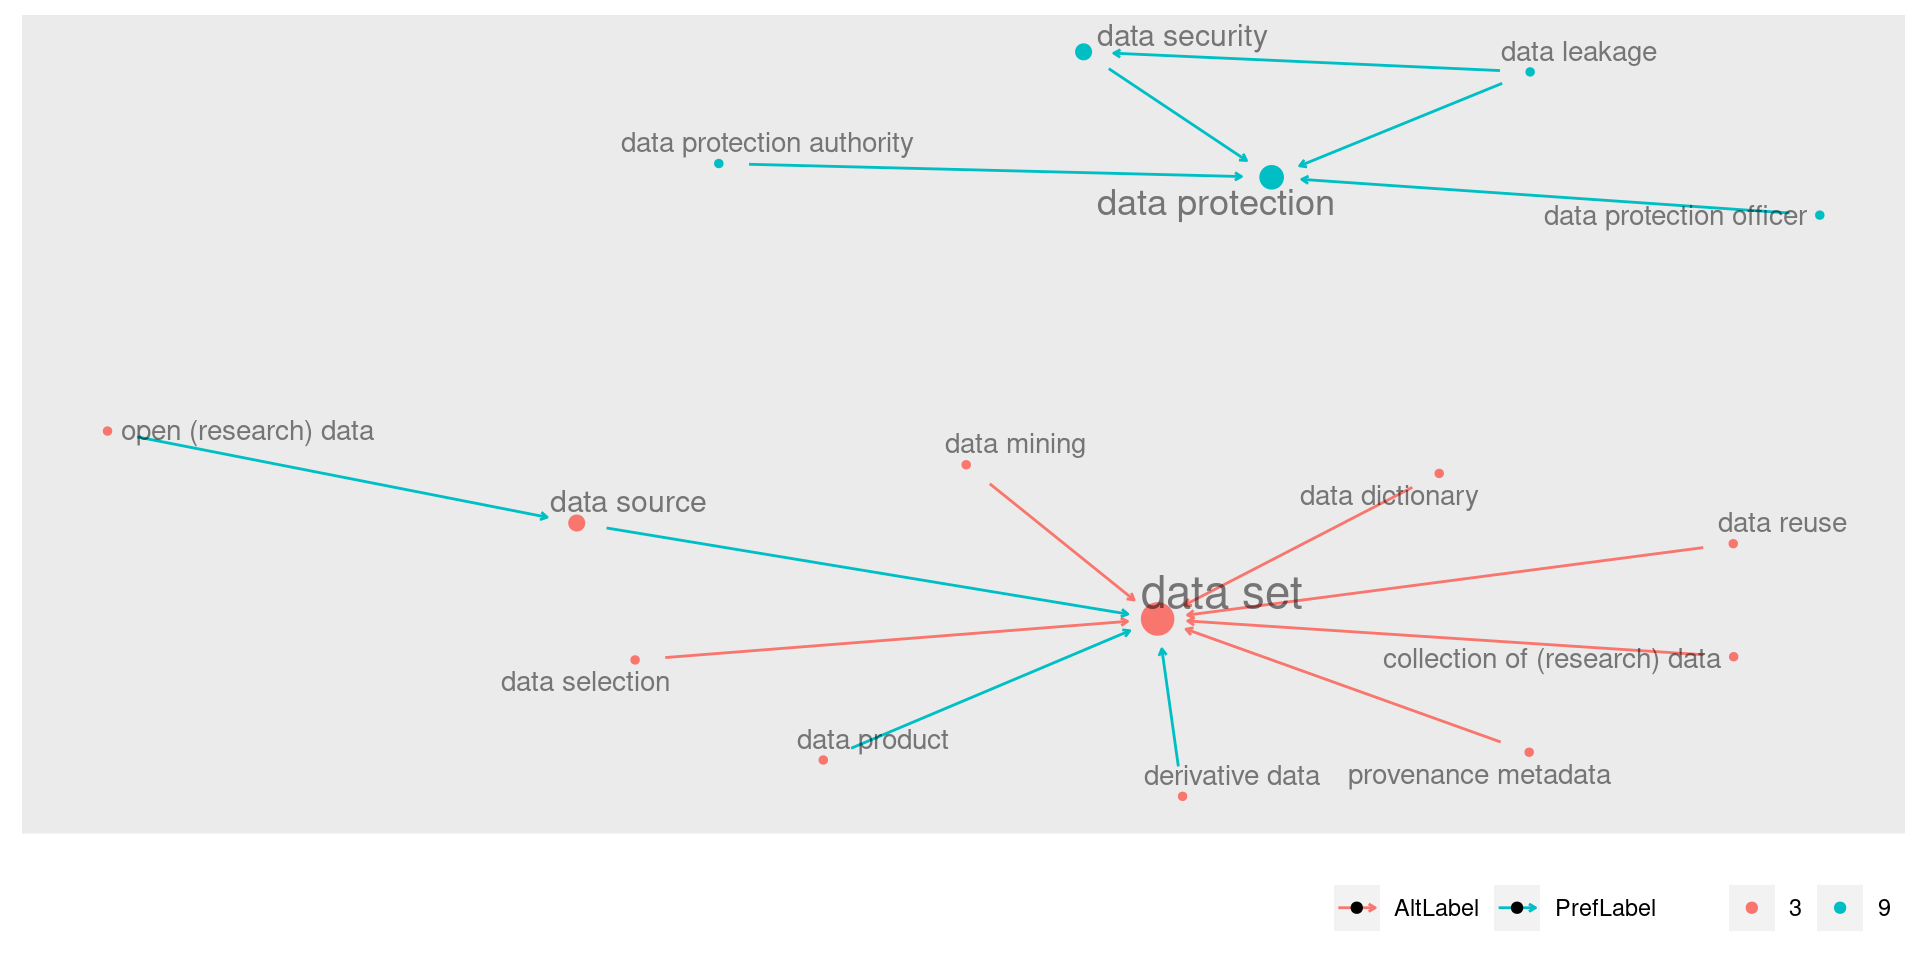 data security
data leakage
data protection authority
data protection
data protection officer
open (research) data
data mining
data dictionary
data source
data reuse
data set
collection of (research) data
data selection
data product
derivative data
provenance metadata
AltLabel
PrefLabel
3
9